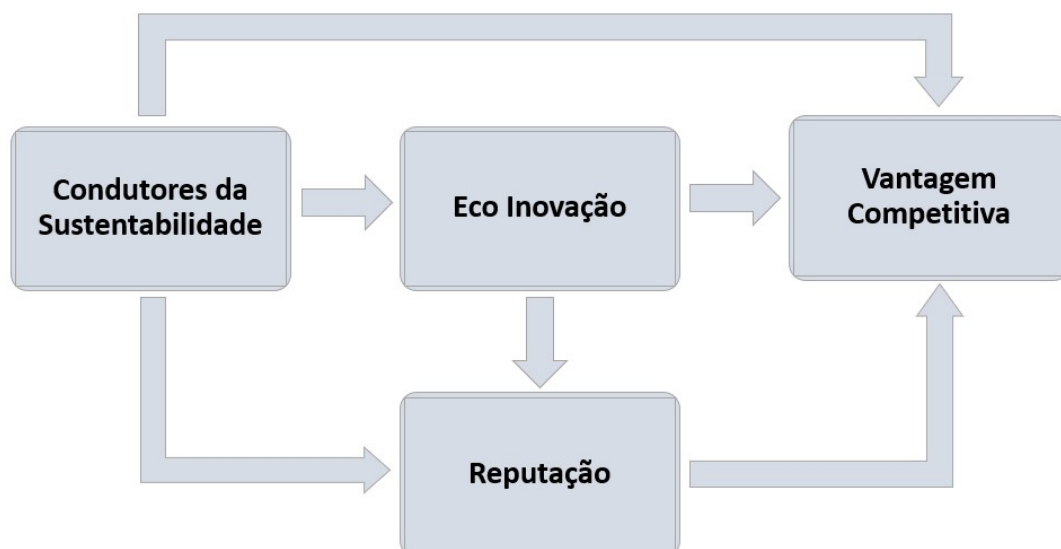 Condutores da
Sustentabilidade
Eco Inovação
Vantagem
Competitiva
Reputação